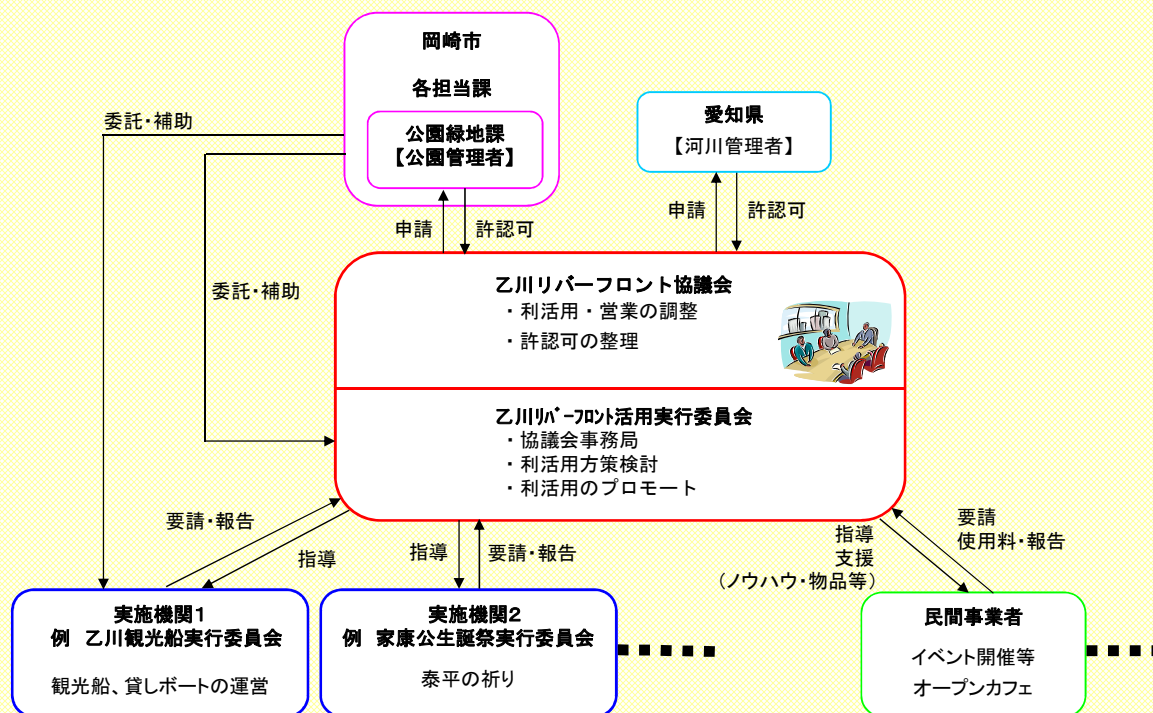 岡崎市
各担当課
公園緑地課
【公園管理者】
愛知県
【河川管理者】
委託・補助
申請
許認可
申請
許認可
委託・補助
乙川リバーフロント協議会
・利活用・営業の調整
・許認可の整理
乙川ﾘﾊﾞｰﾌﾛﾝﾄ活用実行委員会
・協議会事務局
・利活用方策検討
・利活用のプロモート
要請・報告
指導
指導
要請・報告
指導
支援
（ノウハウ・物品等）
要請
使用料・報告
実施機関１
例　乙川観光船実行委員会
観光船、貸しボートの運営
実施機関２
例　家康公生誕祭実行委員会
泰平の祈り
民間事業者
イベント開催等
オープンカフェ